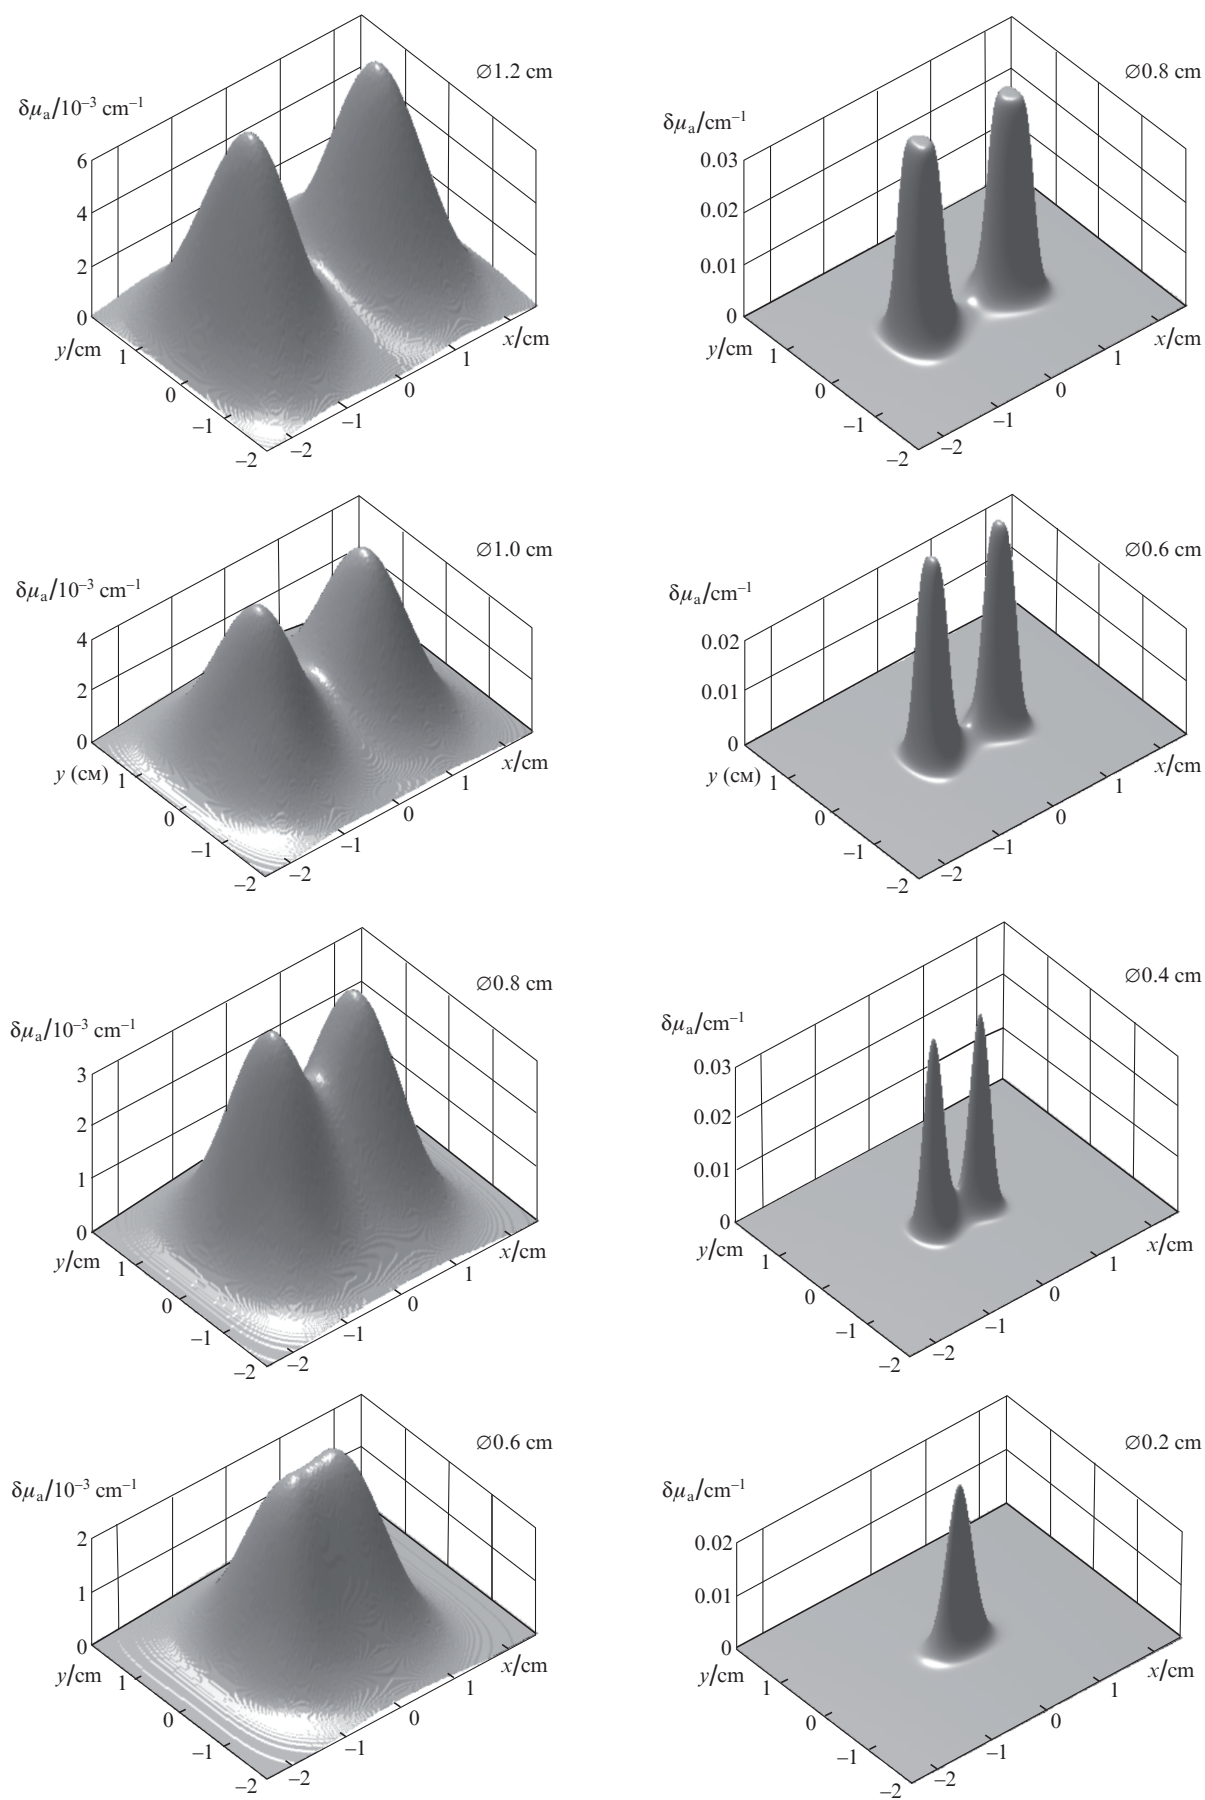 ∅1.2 cm
δμa/10–3 cm–1
6
4
2
0
y/cm
1
0
–1
–2
–2
–1
0
1
x/cm
∅0.8 cm
δμa/cm–1
0.03
0.02
0.01
0
y/cm
1
0
–1
–2
–2
–1
0
1
x/cm
∅1.0 cm
δμa/10–3 cm–1
4
2
0
y (см)
1
0
–1
–2
–2
–1
0
1
x/cm
∅0.6 cm
δμa/cm–1
0.02
0.01
0
y (см)
1
0
–1
–2
–2
–1
0
1
x/cm
∅0.8 cm
δμa/10–3 cm–1
3
2
1
0
y/cm
1
0
–1
–2
–2
–1
0
1
x/cm
∅0.4 cm
δμa/cm–1
0.03
0.02
0.01
0
y/cm
1
0
–1
–2
–2
–1
0
1
x/cm
∅0.6 cm
δμa/10–3 cm–1
2
1
0
y/cm
1
0
–1
–2
–2
–1
0
1
x/cm
∅0.2 cm
δμa/cm–1
0.02
0.01
0
y/cm
1
0
–1
–2
–2
–1
0
1
x/cm